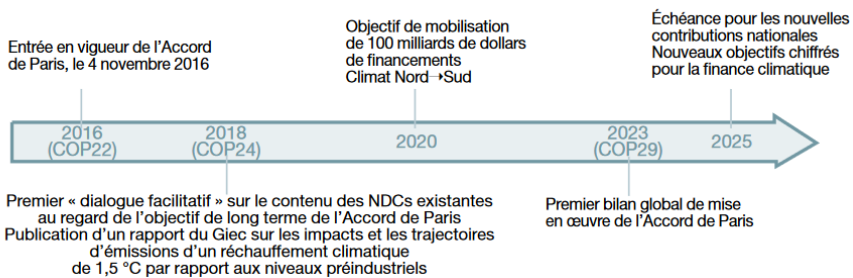 Entrée en vigueur de l'Accord
de Paris, le 4 novembre 2016
Objectif de mobilisation
de 100 milliards de dollars
de financements
Climat Nord→Sud
Échéance pour les nouvelles
contributions nationales
Nouveaux objectifs chiffrés
pour la finance climatique
2016
(COP22)
2018
(COP24)
2020
2023
(COP29)
2025
Premier « dialogue facilitatif » sur le contenu des NDCs existantes
au regard de l'objectif de long terme de l'Accord de Paris
Publication d'un rapport du Giec sur les impacts et les trajectoires
d'émissions d'un réchauffement climatique
de 1,5 °C par rapport aux niveaux préindustriels
Premier bilan global de mise
en œuvre de l'Accord de Paris